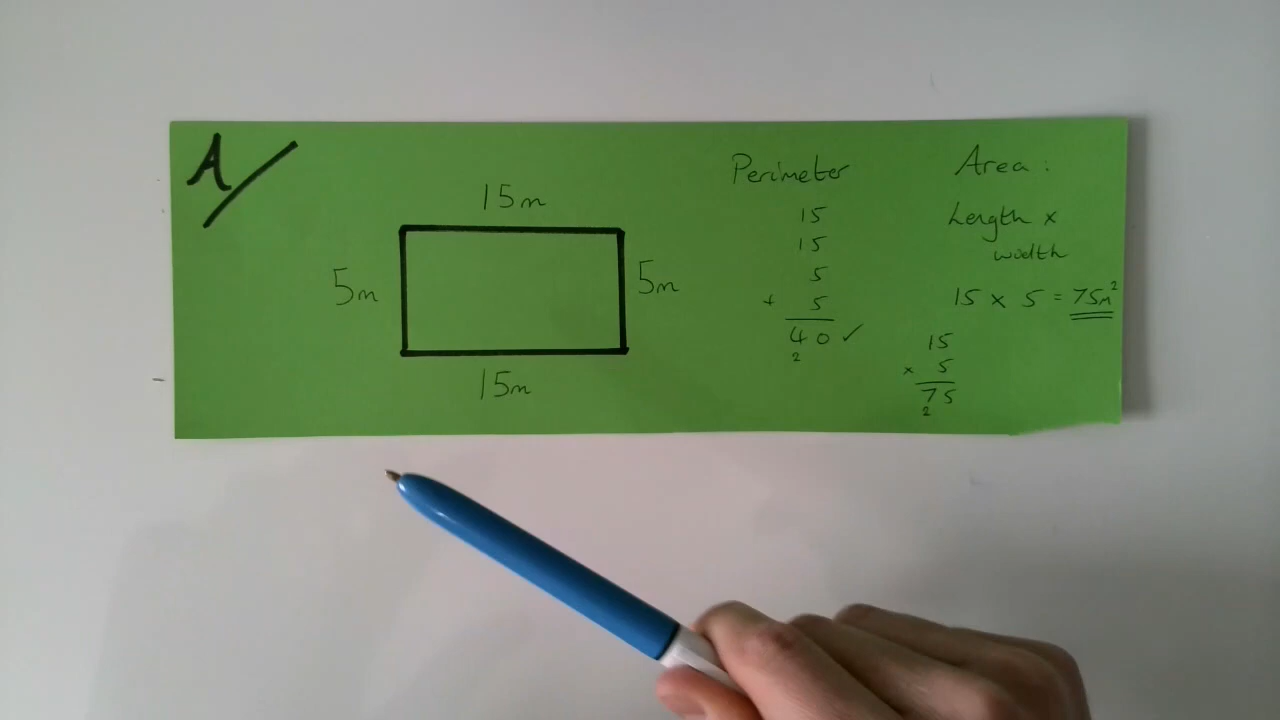 A/
15m
5m
5m
15m
Perimeter
15
15
5
+ 5
40 ✓
2
Area:
Length x
width
15 x 5 = 75m²
15
x 5
75
2